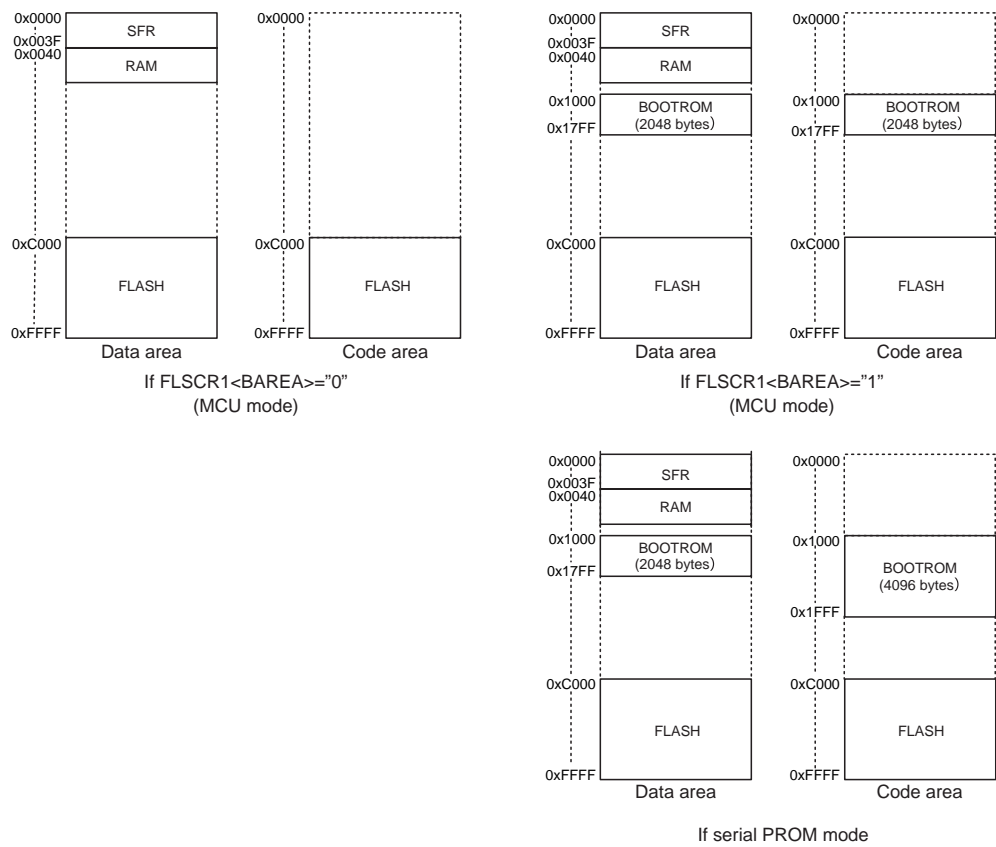 0x0000
SFR
0x003F
0x0040
RAM
0xC000
FLASH
0xFFFF
Data area
0x0000
0xC000
FLASH
0xFFFF
Code area
If FLSCR1<BAREA>="0"
(MCU mode)
0x0000
SFR
0x003F
0x0040
RAM
0x1000
BOOTROM
(2048 bytes)
0x17FF
0xC000
FLASH
0xFFFF
Data area
0x0000
0x1000
BOOTROM
(2048 bytes)
0x17FF
0xC000
FLASH
0xFFFF
Code area
If FLSCR1<BAREA>="1"
(MCU mode)
0x0000
SFR
0x003F
0x0040
RAM
0x1000
BOOTROM
(2048 bytes)
0x17FF
0xC000
FLASH
0xFFFF
Data area
0x0000
0x1000
BOOTROM
(4096 bytes)
0x1FFF
0xC000
FLASH
0xFFFF
Code area
If serial PROM mode